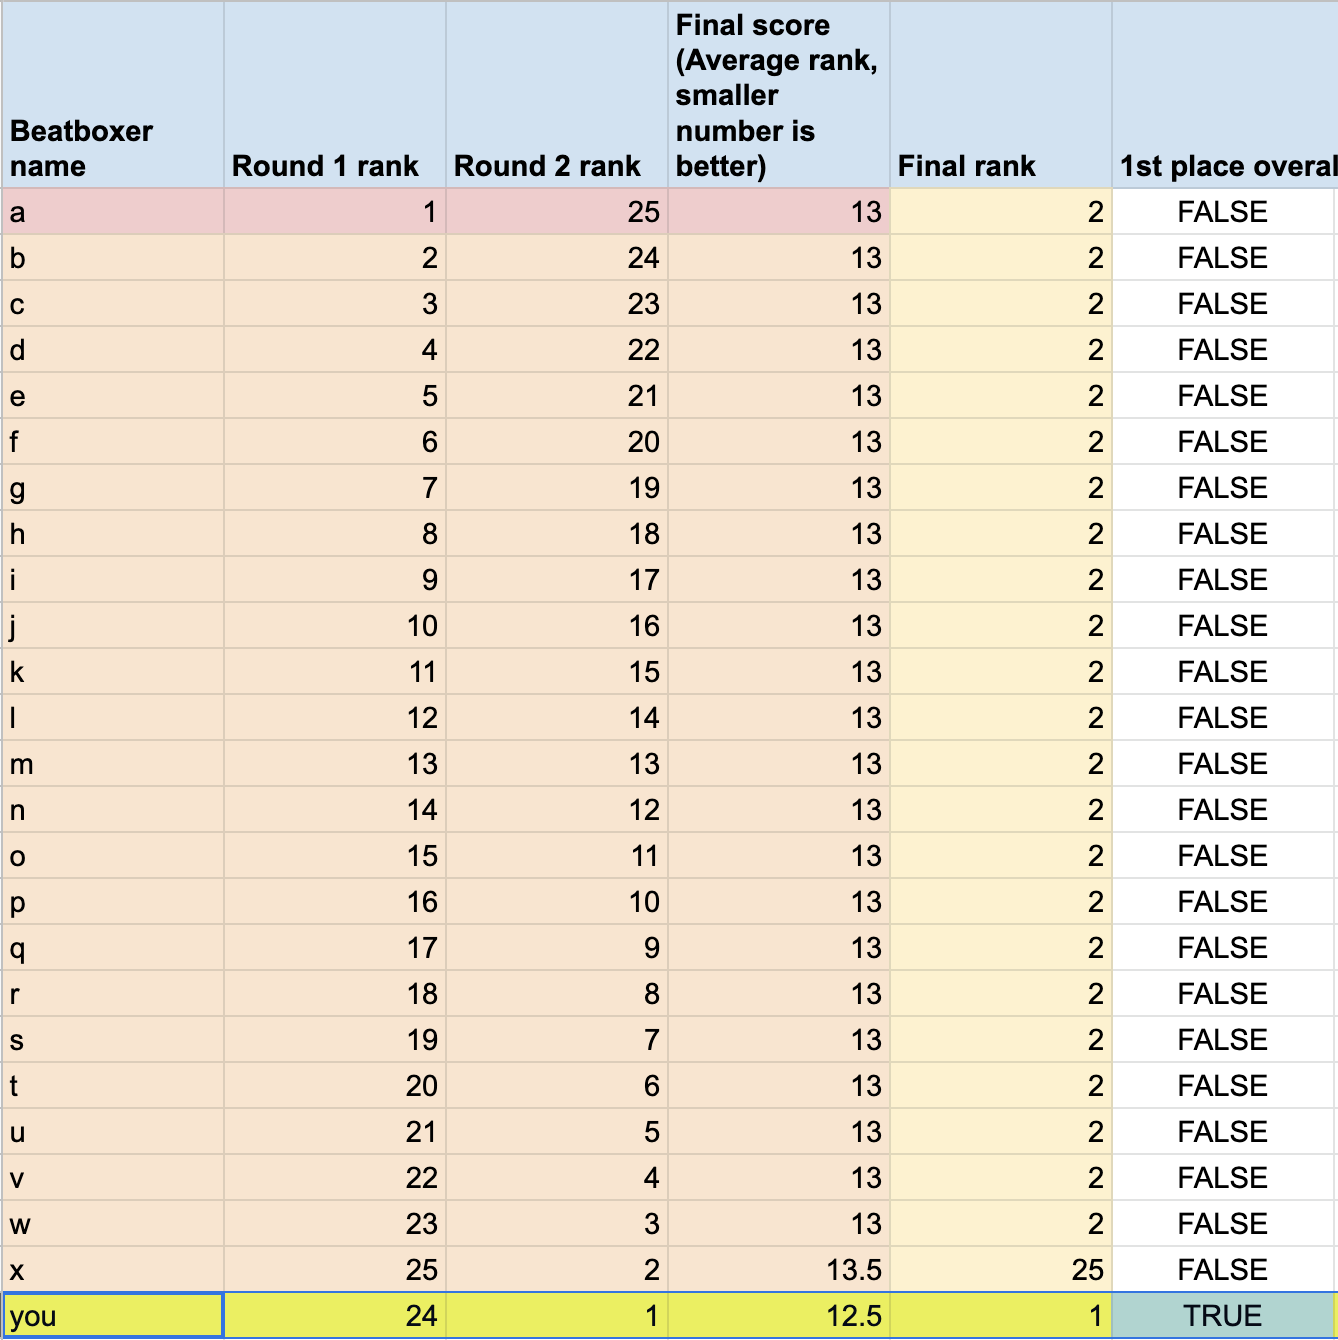 Beatboxer name | Round 1 rank | Round 2 rank | Final score (Average rank, smaller number is better) | Final rank | 1st place overal
a 1 25 13 2 FALSE
b 2 24 13 2 FALSE
c 3 23 13 2 FALSE
d 4 22 13 2 FALSE
e 5 21 13 2 FALSE
f 6 20 13 2 FALSE
g 7 19 13 2 FALSE
h 8 18 13 2 FALSE
i 9 17 13 2 FALSE
j 10 16 13 2 FALSE
k 11 15 13 2 FALSE
l 12 14 13 2 FALSE
m 13 13 13 2 FALSE
n 14 12 13 2 FALSE
o 15 11 13 2 FALSE
p 16 10 13 2 FALSE
q 17 9 13 2 FALSE
r 18 8 13 2 FALSE
s 19 7 13 2 FALSE
t 20 6 13 2 FALSE
u 21 5 13 2 FALSE
v 22 4 13 2 FALSE
w 23 3 13 2 FALSE
x 25 2 13.5 25 FALSE
you 24 1 12.5 1 TRUE